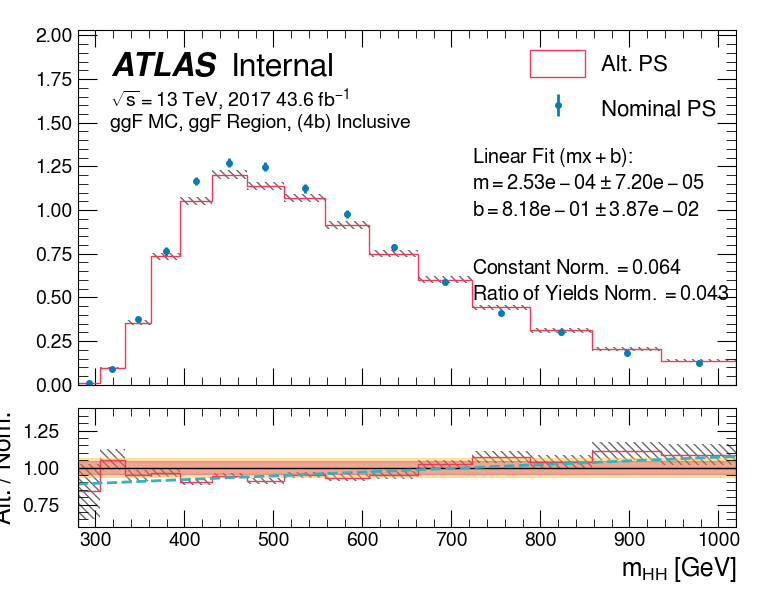 ATLAS Internal
√s = 13 TeV, 2017 43.6 fb⁻¹
ggF MC, ggF Region, (4b) Inclusive
Alt. PS
Nominal PS
Linear Fit (mx + b):
m = 2.53e − 04 ± 7.20e − 05
b = 8.18e − 01 ± 3.87e − 02
Constant Norm. = 0.064
Ratio of Yields Norm. = 0.043
2.00
1.75
1.50
1.25
1.00
0.75
0.50
0.25
0.00
Alt. / Nom.
1.25
1.00
0.75
300 400 500 600 700 800 900 1000
m_HH [GeV]